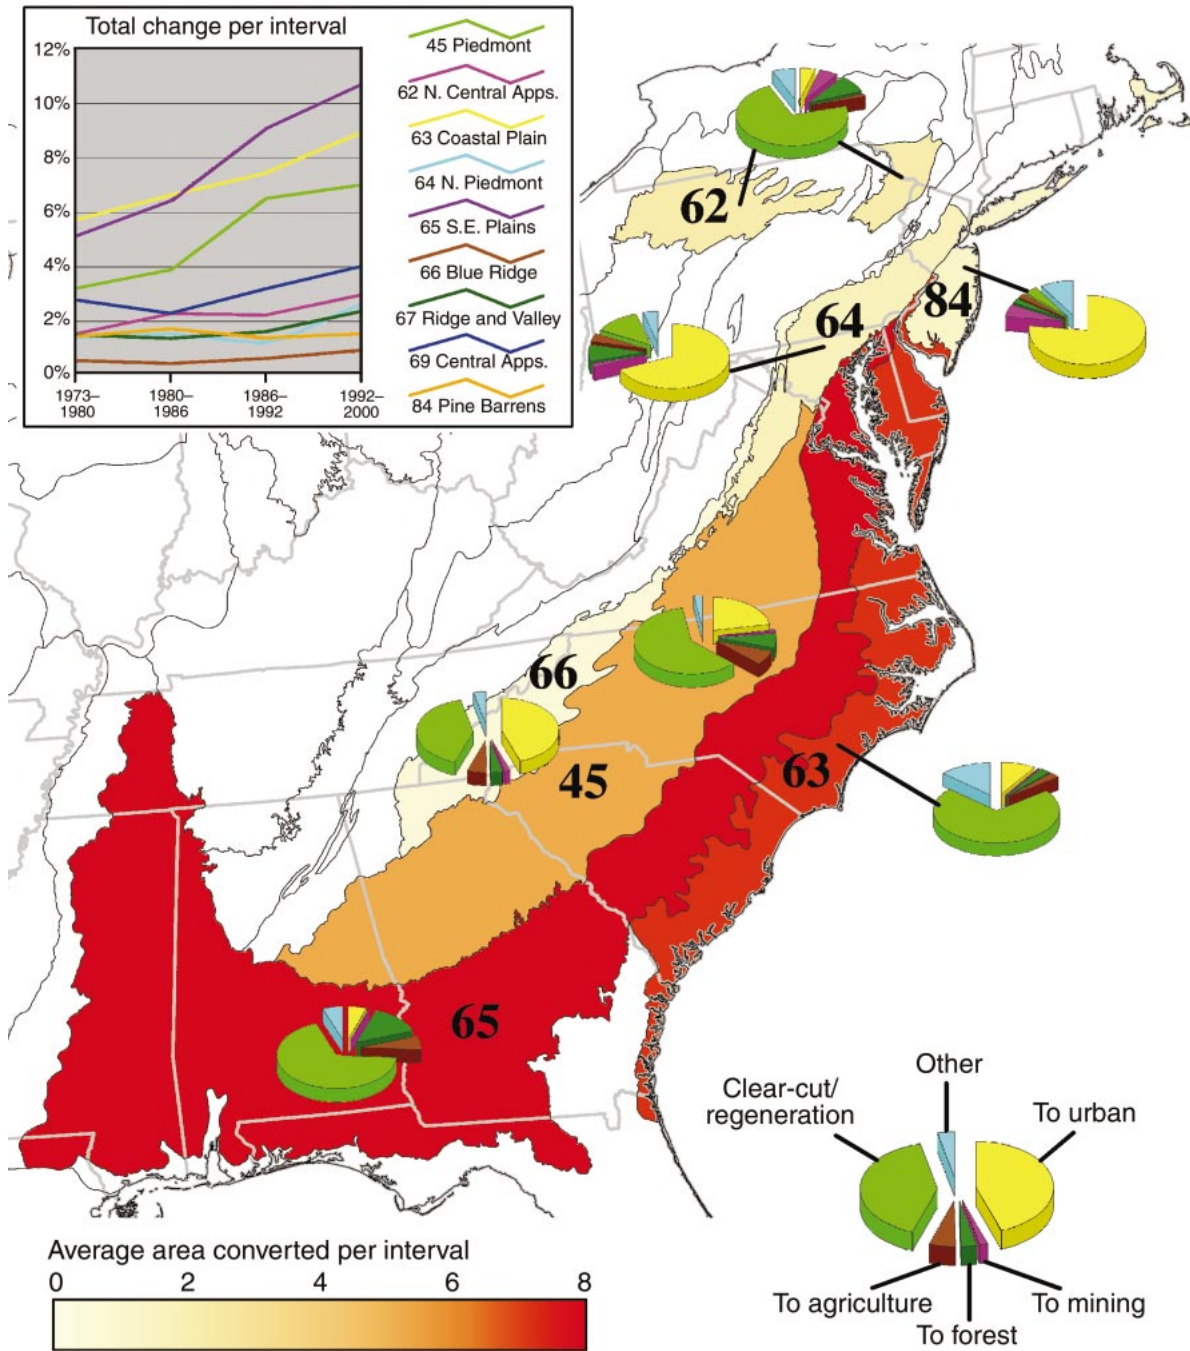 Total change per interval
12%
10%
8%
6%
4%
2%
0%
1973–
1980
1980–
1986
1986–
1992
1992–
2000
45 Piedmont
62 N. Central Apps.
63 Coastal Plain
64 N. Piedmont
65 S.E. Plains
66 Blue Ridge
67 Ridge and Valley
69 Central Apps.
84 Pine Barrens
62
64
84
66
45
63
65
Other
Clear-cut/
regeneration
To urban
To agriculture
To mining
To forest
Average area converted per interval
0
2
4
6
8